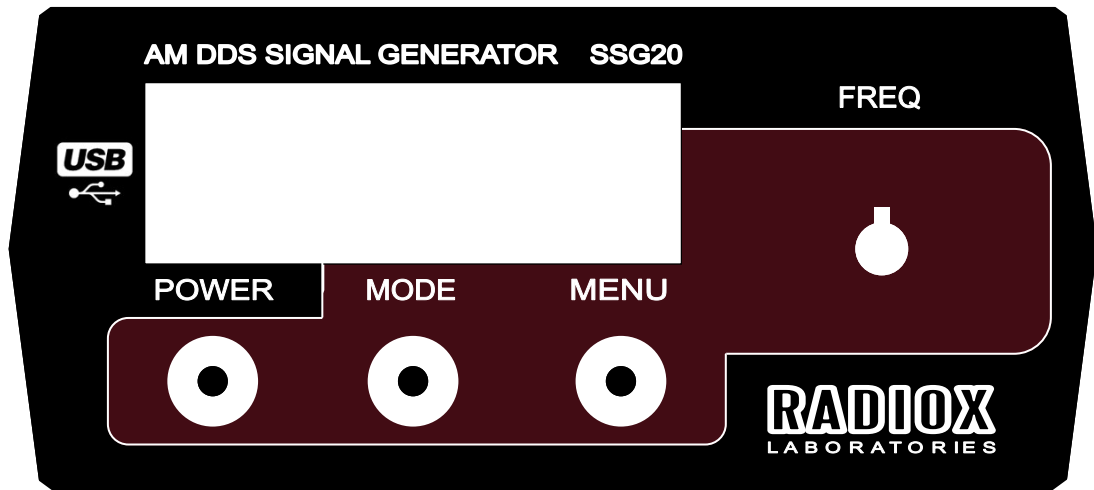 AM DDS SIGNAL GENERATOR SSG20
FREQ
USB
POWER MODE MENU
RADIOX
LABORATORIES